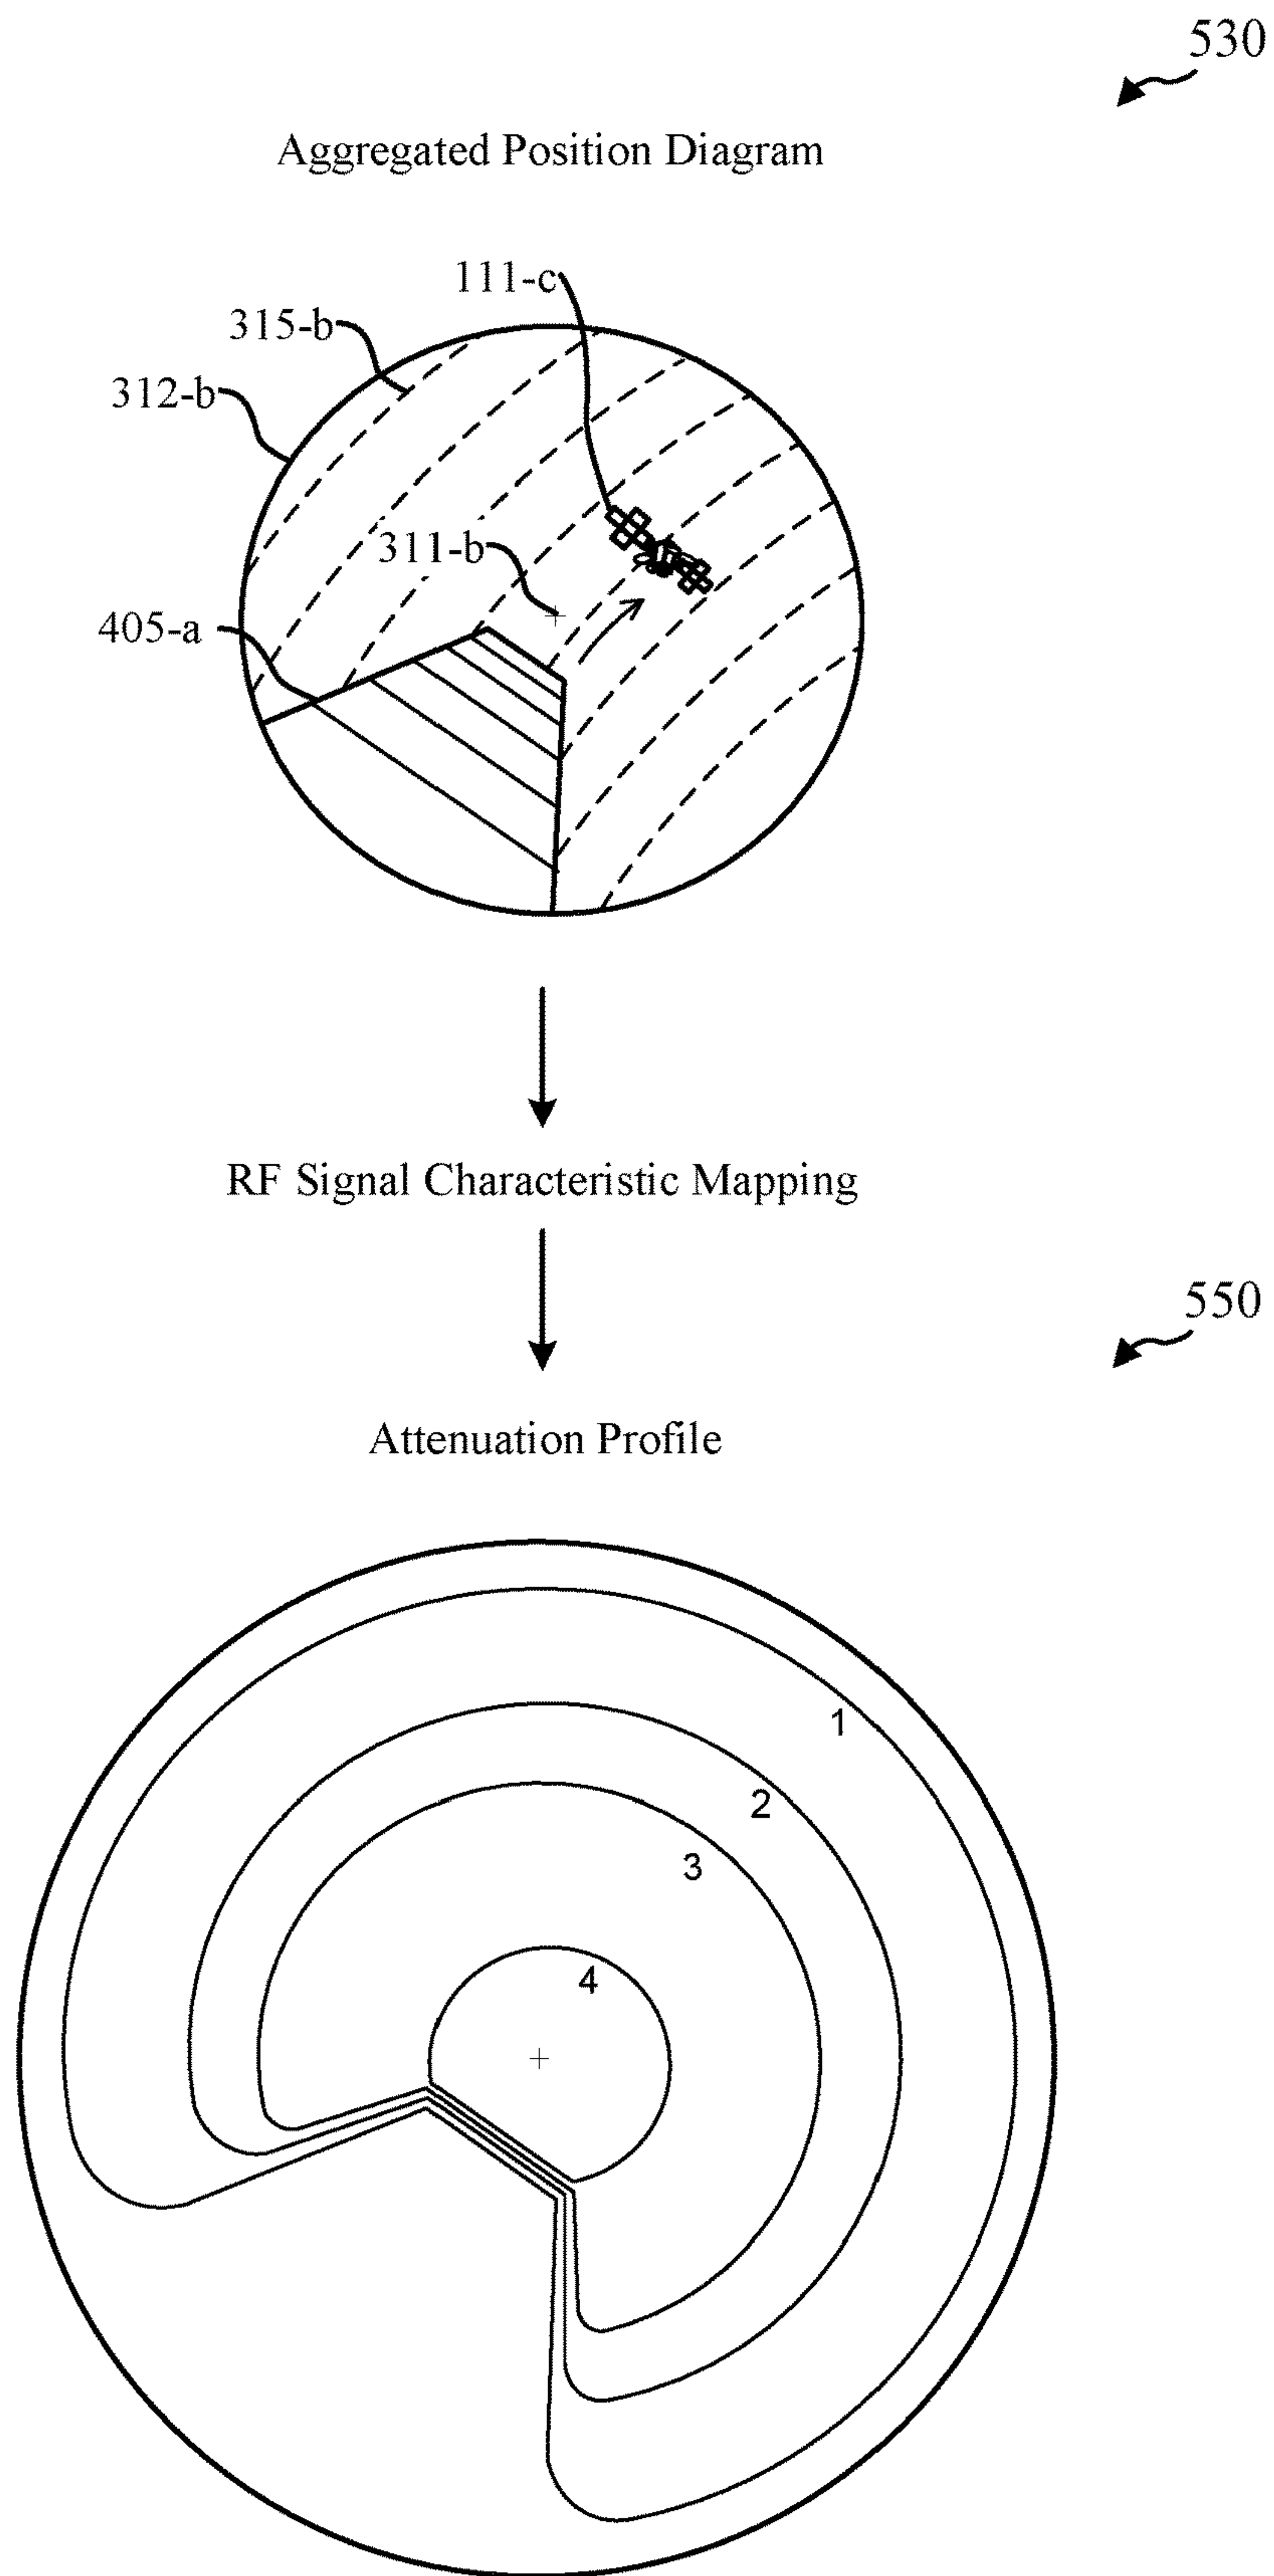 530
Aggregated Position Diagram
111-c
315-b
312-b
311-b
405-a
RF Signal Characteristic Mapping
550
Attenuation Profile
1
2
3
4